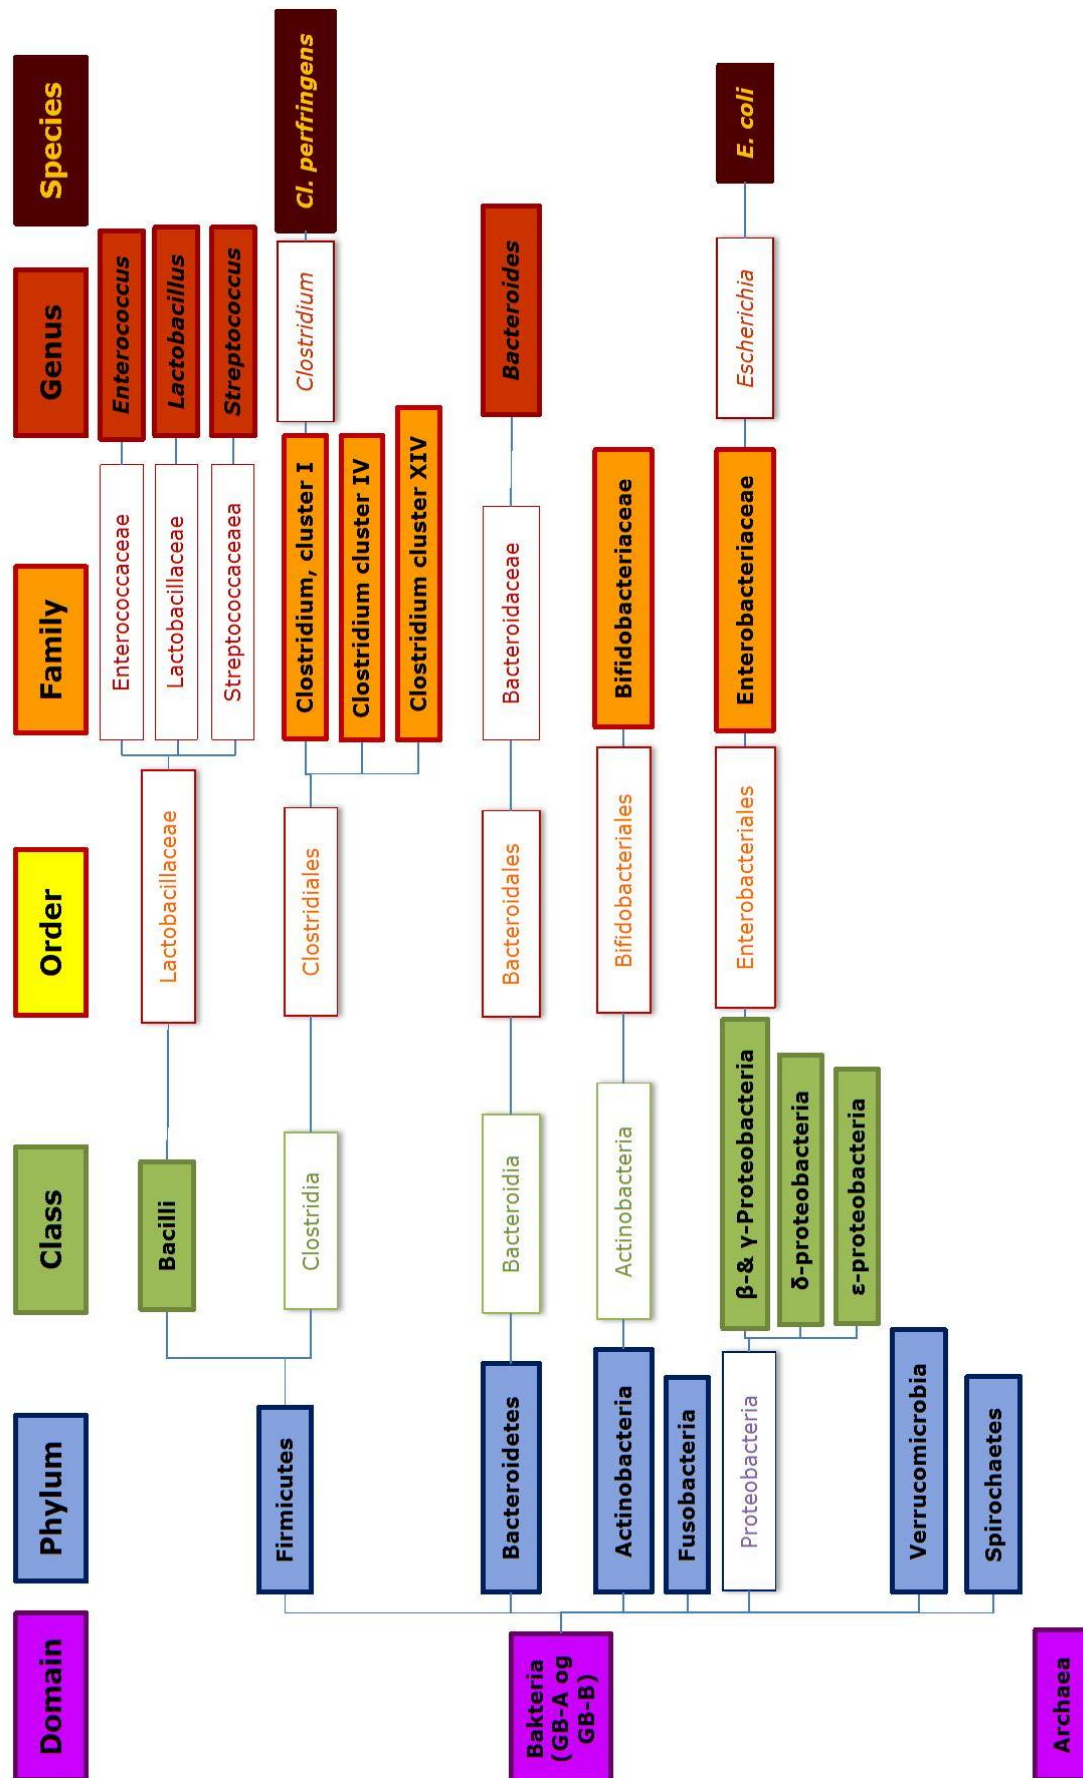 Domain
Phylum
Class
Order
Family
Genus
Species
Bakteria
(GB-A og
GB-B)
Firmicutes
Bacilli
Lactobacillaceae
Enterococcaceae
Enterococcus
Lactobacillaceae
Lactobacillus
Streptococcaceaea
Streptococcus
Clostridia
Clostridiales
Clostridium, cluster I
Clostridium
Cl. perfringens
Clostridium cluster IV
Clostridium cluster XIV
Bacteroidetes
Bacteroidia
Bacteroidales
Bacteroidaceae
Bacteroides
Actinobacteria
Actinobacteria
Bifidobacteriales
Bifidobacteriaceae
Fusobacteria
Proteobacteria
β-& γ-Proteobacteria
Enterobacteriales
Enterobacteriaceae
Escherichia
E. coli
δ-proteobacteria
ε-proteobacteria
Verrucomicrobia
Spirochaetes
Archaea